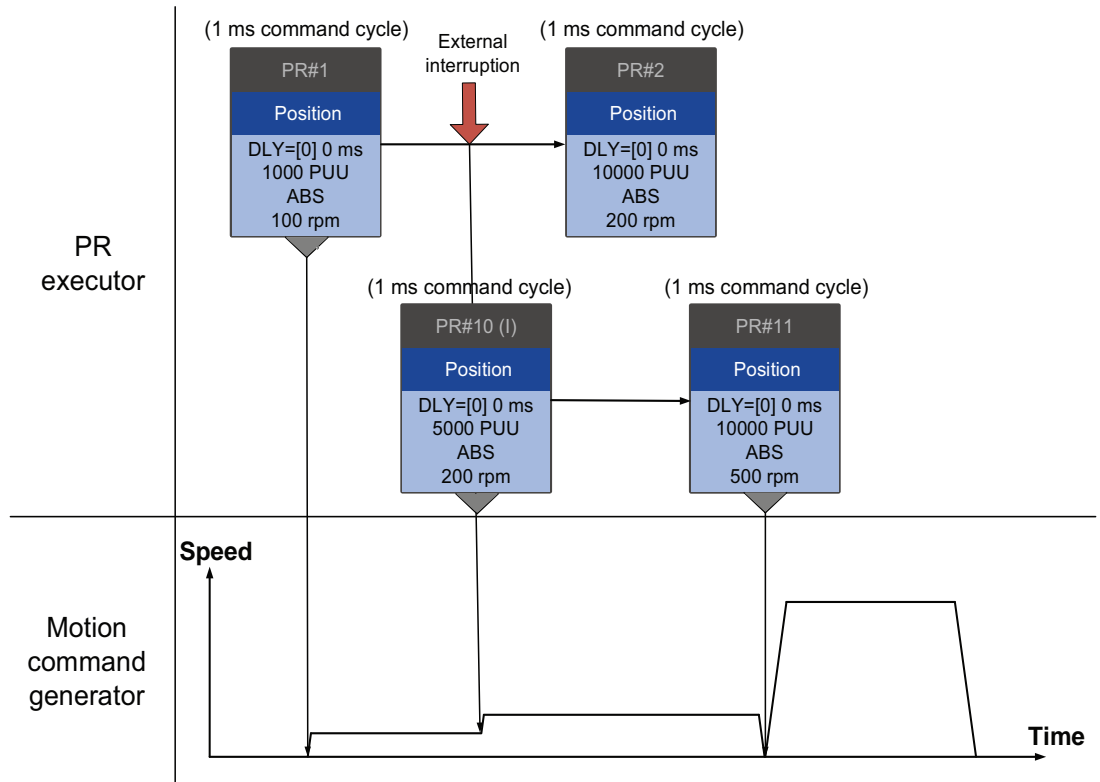 (1 ms command cycle)
External
interruption
(1 ms command cycle)
PR#1
Position
DLY=[0] 0 ms
1000 PUU
ABS
100 rpm
PR#2
Position
DLY=[0] 0 ms
10000 PUU
ABS
200 rpm
PR
executor
(1 ms command cycle)
PR#10 (I)
Position
DLY=[0] 0 ms
5000 PUU
ABS
200 rpm
(1 ms command cycle)
PR#11
Position
DLY=[0] 0 ms
10000 PUU
ABS
500 rpm
Motion
command
generator
Speed
Time